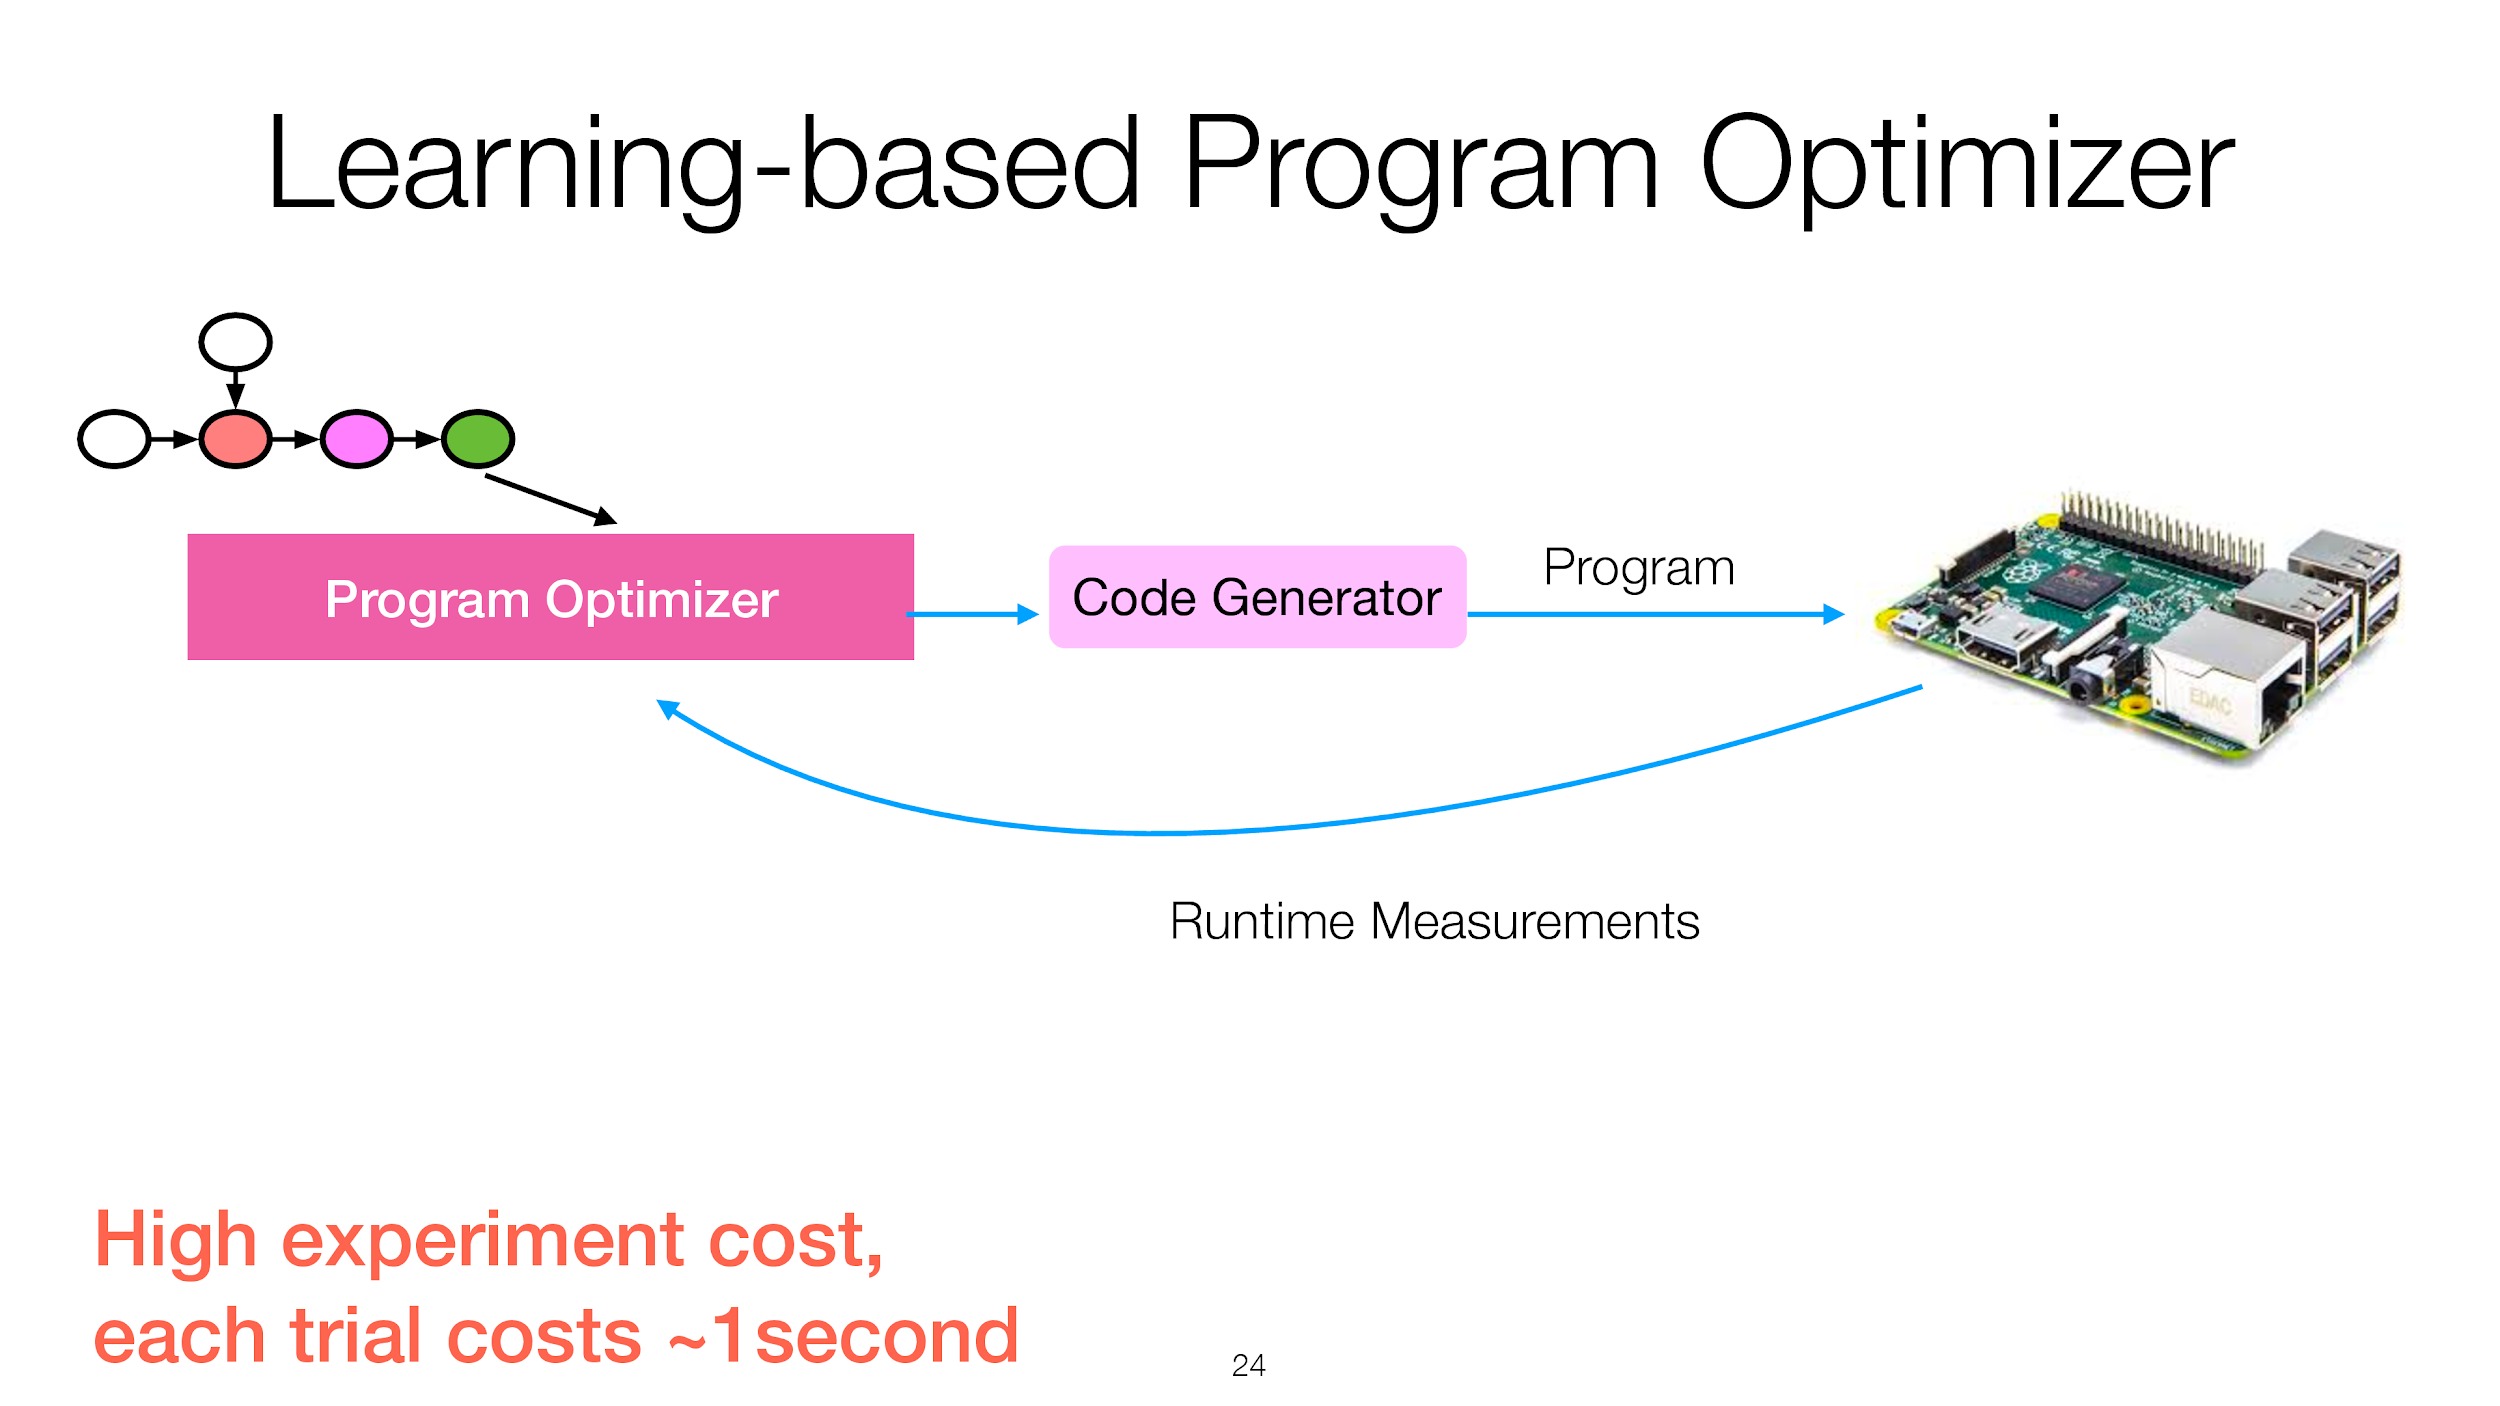 Learning-based Program Optimizer
Program Optimizer
Code Generator
Program
EDAC
Runtime Measurements
High experiment cost,
each trial costs ~1second
24